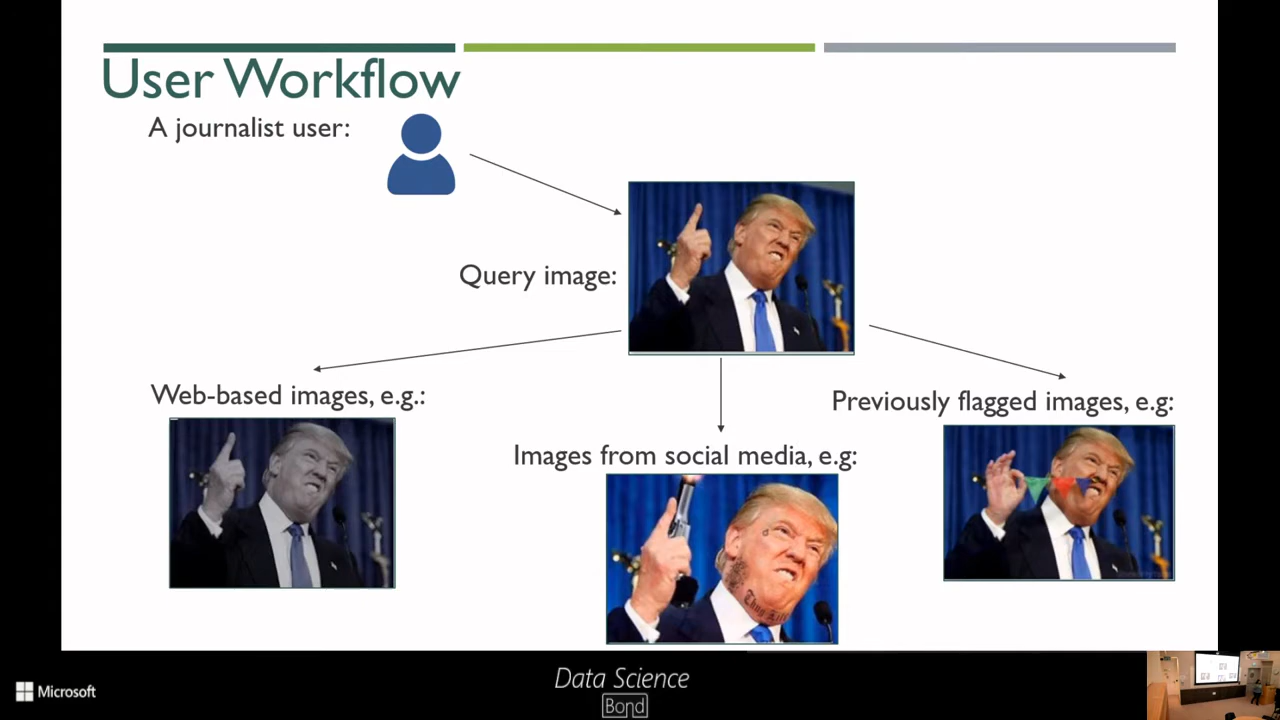 User Workflow
A journalist user:
Query image:
Web-based images, e.g.:
Previously flagged images, e.g:
Images from social media, e.g:
Microsoft
Data Science
Bond